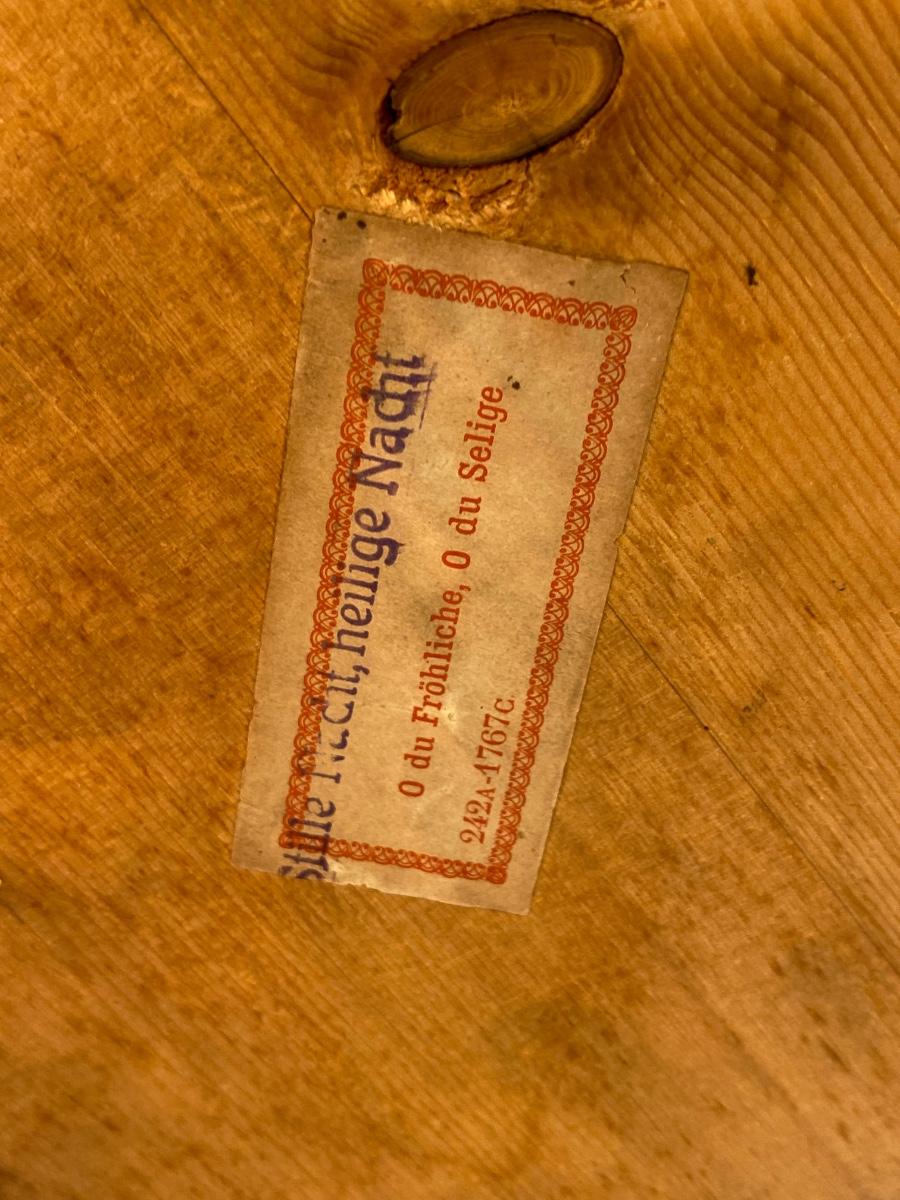 Stille Nacht, heilige Nacht
O du Fröhliche, O du Selige
242A-1767C